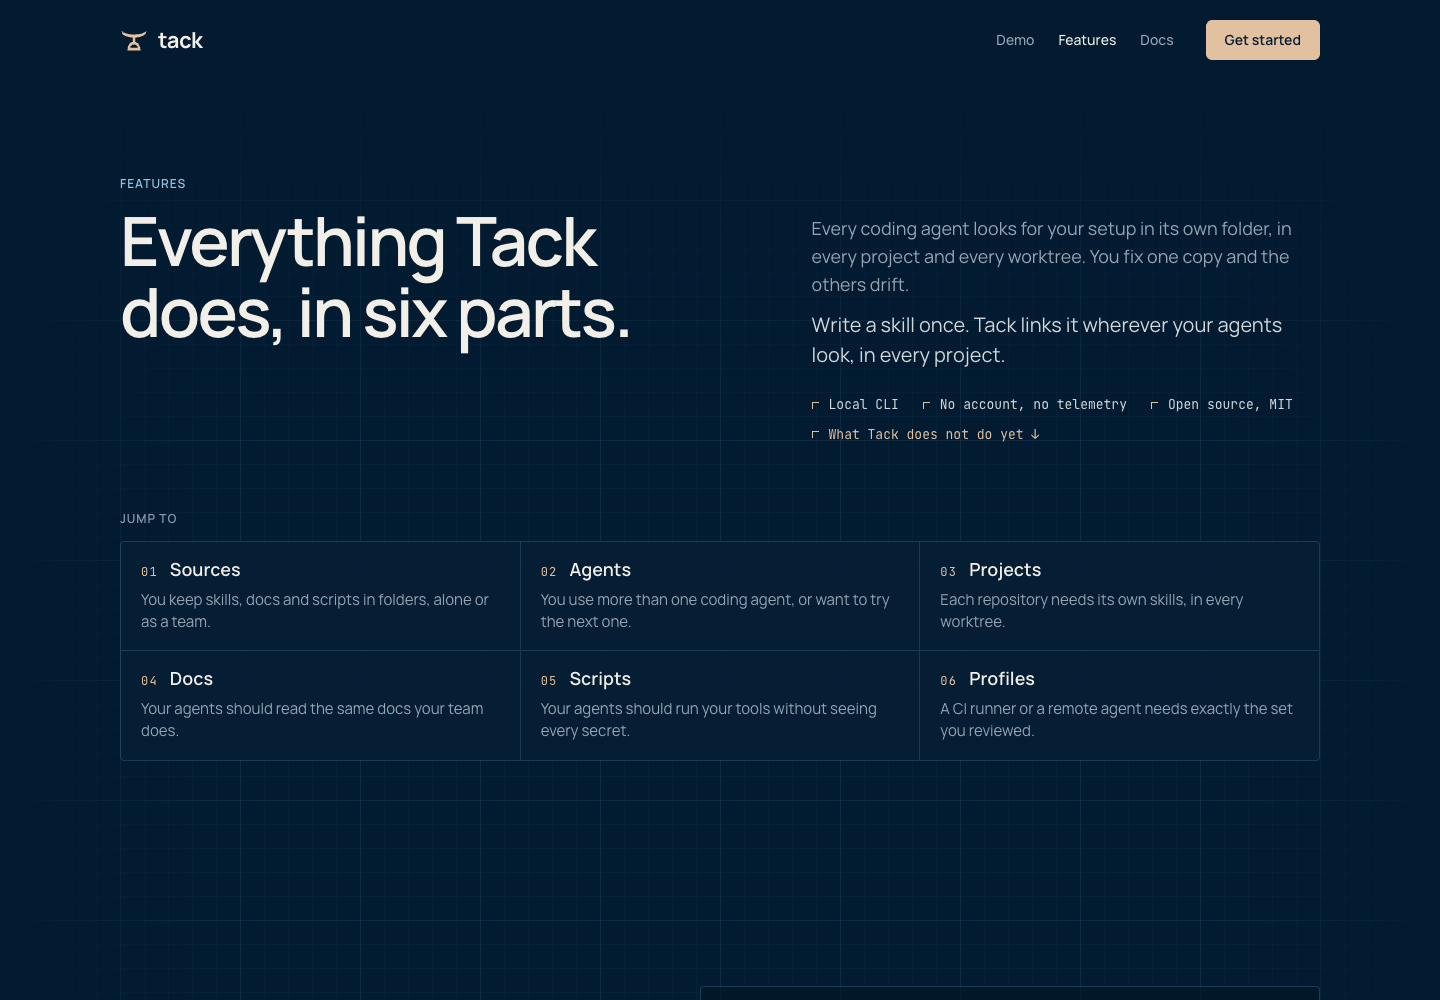 tack
Demo
Features
Docs
Get started
FEATURES
Everything Tack
does, in six parts.
Every coding agent looks for your setup in its own folder, in
every project and every worktree. You fix one copy and the
others drift.
Write a skill once. Tack links it wherever your agents
look, in every project.
Local CLI
No account, no telemetry
Open source, MIT
What Tack does not do yet ↓
JUMP TO
01 Sources
You keep skills, docs and scripts in folders, alone or
as a team.
02 Agents
You use more than one coding agent, or want to try
the next one.
03 Projects
Each repository needs its own skills, in every
worktree.
04 Docs
Your agents should read the same docs your team
does.
05 Scripts
Your agents should run your tools without seeing
every secret.
06 Profiles
A CI runner or a remote agent needs exactly the set
you reviewed.